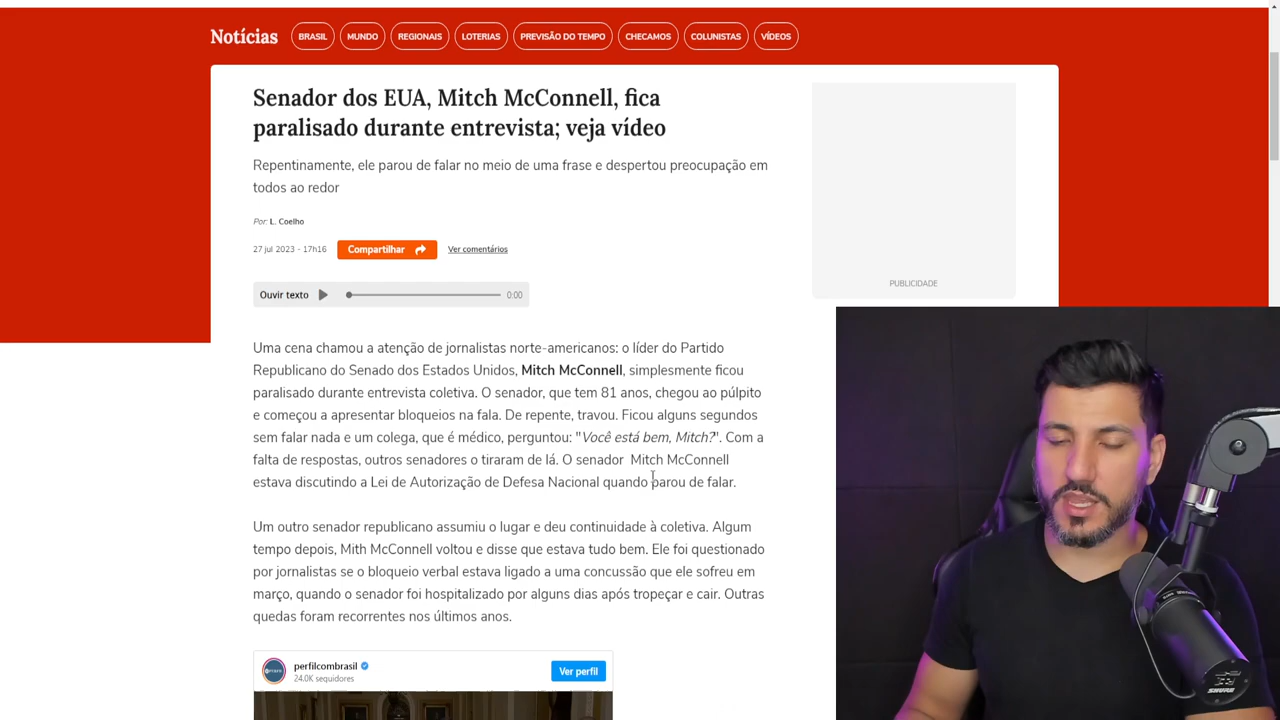 Notícias
BRASIL
MUNDO
REGIONAIS
LOTERIAS
PREVISÃO DO TEMPO
CHECAMOS
COLUNISTAS
VÍDEOS
Senador dos EUA, Mitch McConnell, fica
paralisado durante entrevista; veja vídeo
Repentinamente, ele parou de falar no meio de uma frase e despertou preocupação em
todos ao redor
Por: L. Coelho
27 jul 2023 - 17h16
Compartilhar
Ver comentários
Ouvir texto
0:00
PUBLICIDADE
Uma cena chamou a atenção de jornalistas norte-americanos: o líder do Partido
Republicano do Senado dos Estados Unidos, Mitch McConnell, simplesmente ficou
paralisado durante entrevista coletiva. O senador, que tem 81 anos, chegou ao púlpito
e começou a apresentar bloqueios na fala. De repente, travou. Ficou alguns segundos
sem falar nada e um colega, que é médico, perguntou: "Você está bem, Mitch?". Com a
falta de respostas, outros senadores o tiraram de lá. O senador Mitch McConnell
estava discutindo a Lei de Autorização de Defesa Nacional quando parou de falar.
Um outro senador republicano assumiu o lugar e deu continuidade à coletiva. Algum
tempo depois, Mith McConnell voltou e disse que estava tudo bem. Ele foi questionado
por jornalistas se o bloqueio verbal estava ligado a uma concussão que ele sofreu em
março, quando o senador foi hospitalizado por alguns dias após tropeçar e cair. Outras
quedas foram recorrentes nos últimos anos.
perfilcombrasil
24.0K seguidores
Ver perfil
SHURE